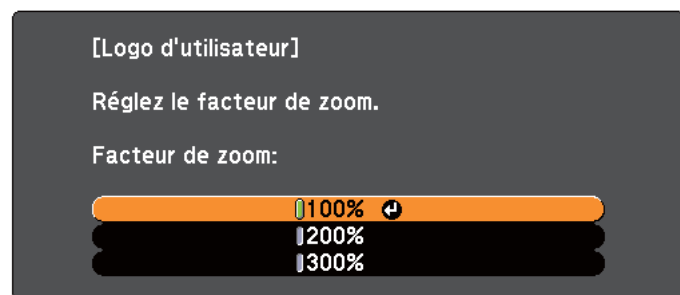 [Logo d'utilisateur]
Réglez le facteur de zoom.
Facteur de zoom:
100%
200%
300%